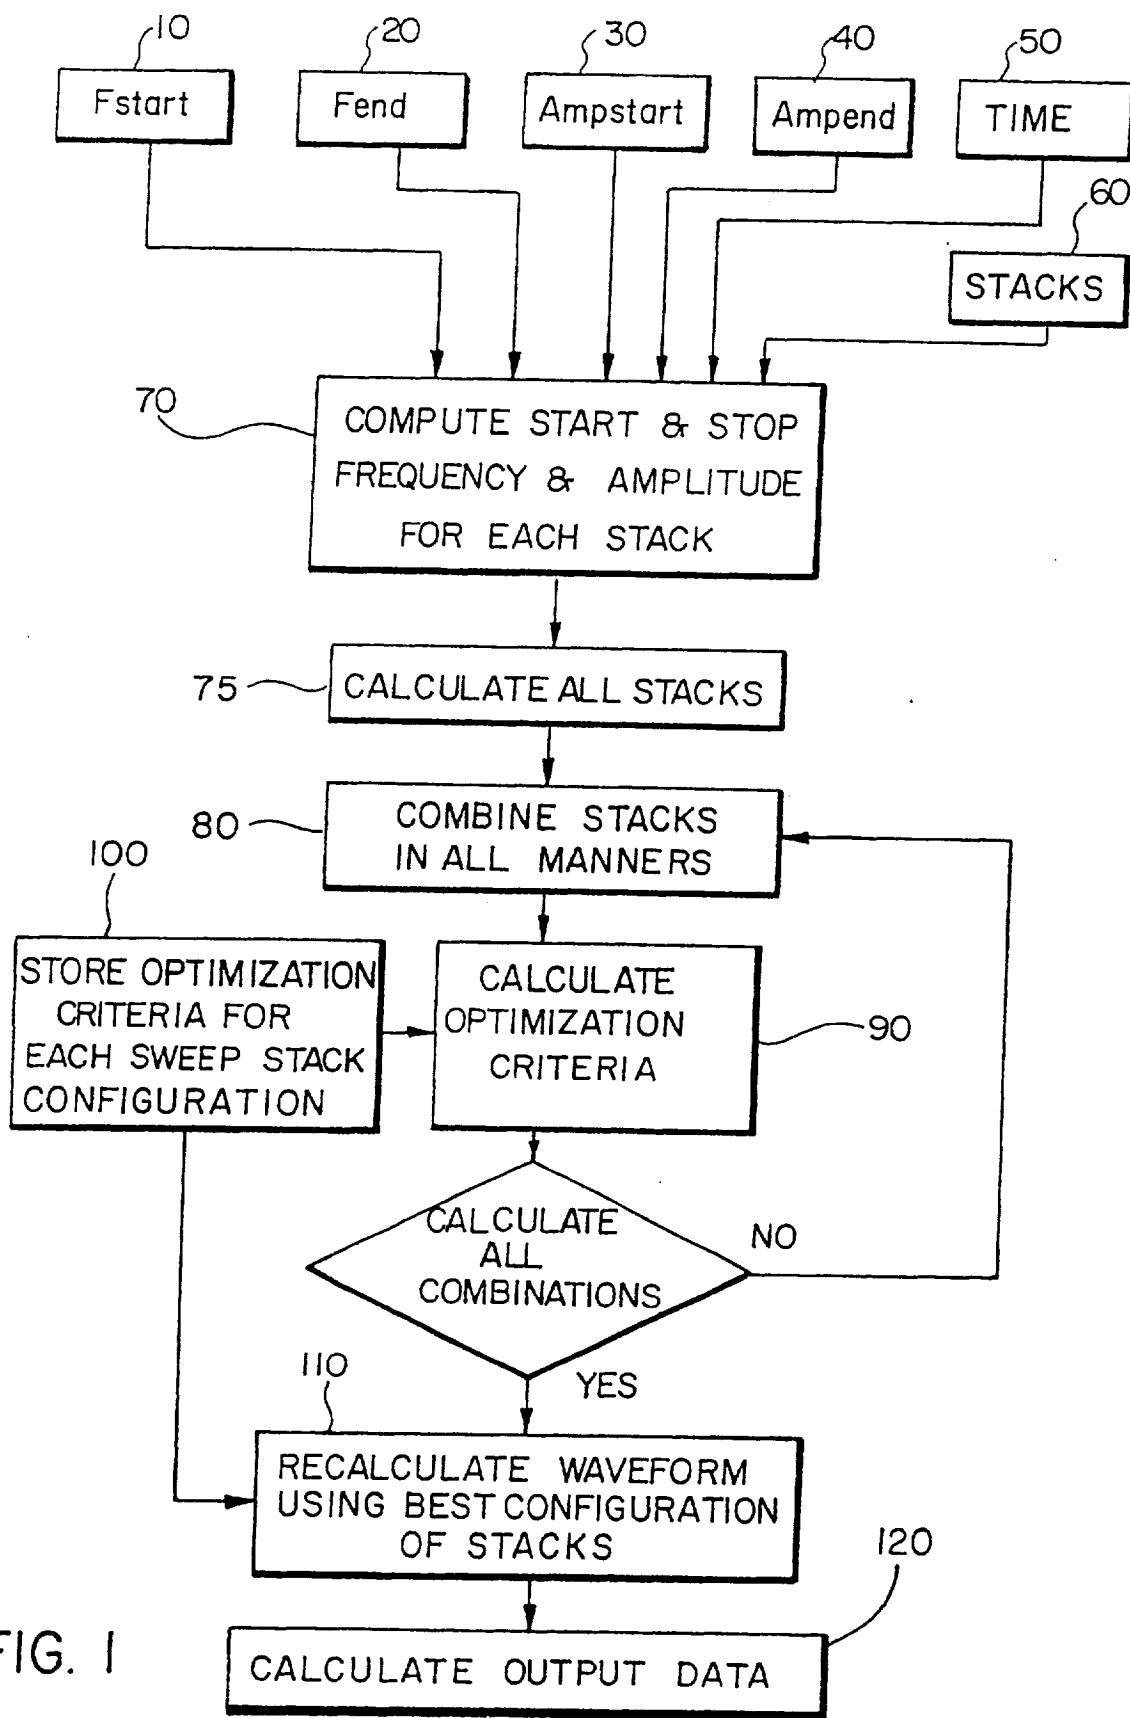 10
20
30
40
50
Fstart
Fend
Ampstart
Ampend
TIME
60
STACKS
70
COMPUTE START & STOP
FREQUENCY & AMPLITUDE
FOR EACH STACK
75
CALCULATE ALL STACKS
80
COMBINE STACKS
IN ALL MANNERS
100
STORE OPTIMIZATION
CRITERIA FOR
EACH SWEEP STACK
CONFIGURATION
CALCULATE
OPTIMIZATION
CRITERIA
90
CALCULATE
ALL
COMBINATIONS
NO
YES
110
RECALCULATE WAVEFORM
USING BEST CONFIGURATION
OF STACKS
120
CALCULATE OUTPUT DATA
FIG. 1